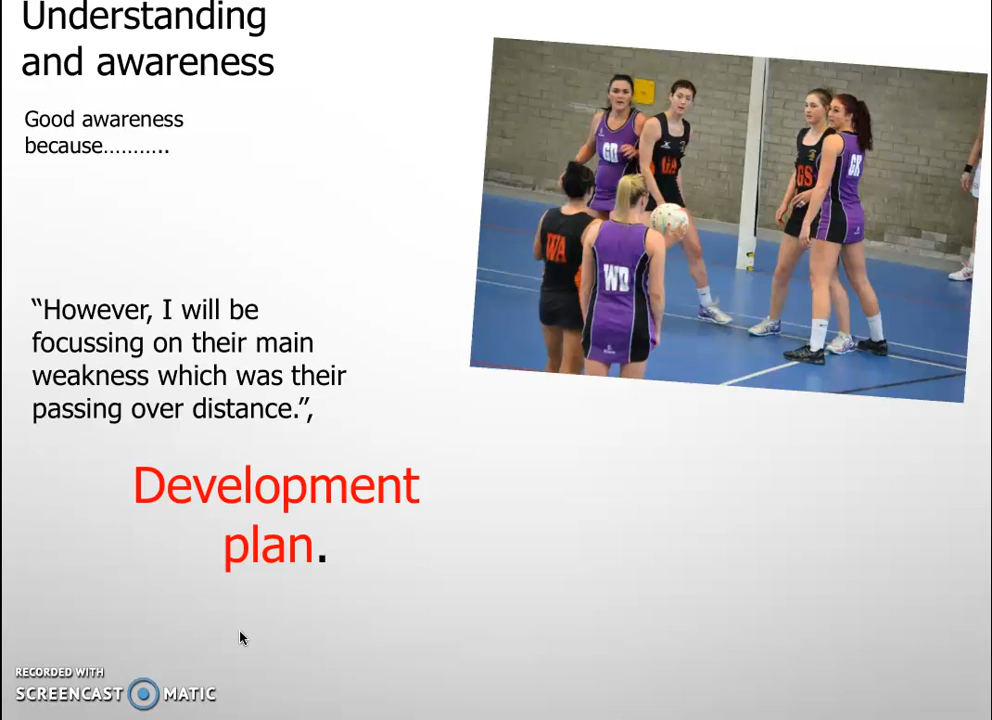 Understanding
and awareness
Good awareness
because………..
“However, I will be
focussing on their main
weakness which was their
passing over distance.”,
Development
plan.
GD
GA
GS
GK
WA
WD
RECORDED WITH
SCREENCAST MATIC